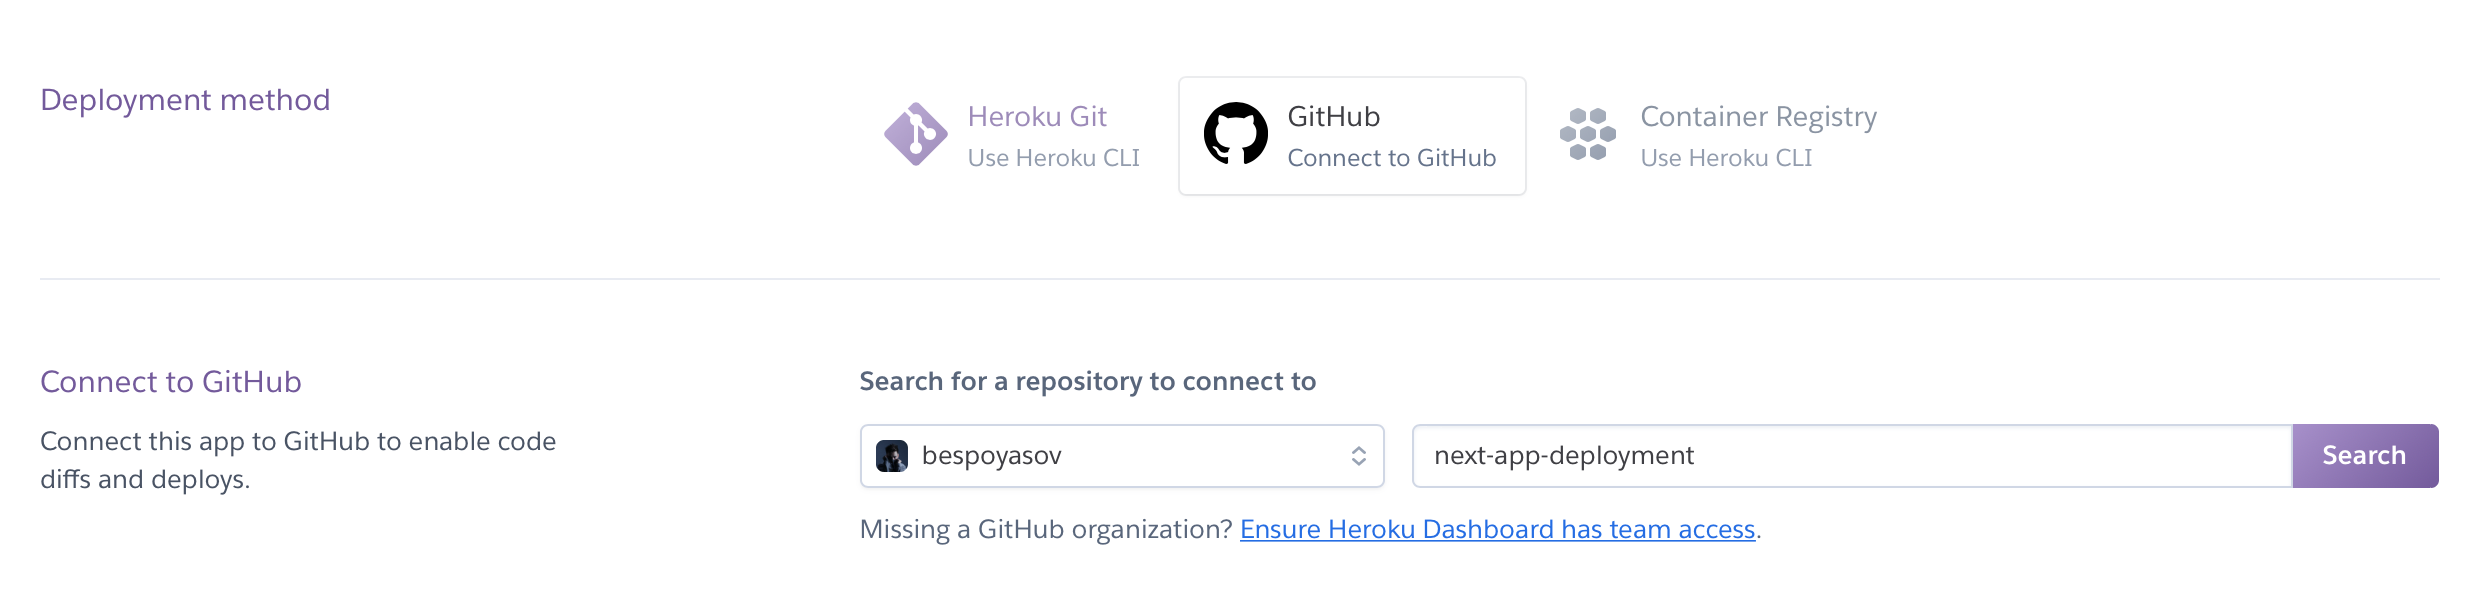 Deployment method
Heroku Git
Use Heroku CLI
GitHub
Connect to GitHub
Container Registry
Use Heroku CLI
Connect to GitHub
Connect this app to GitHub to enable code
diffs and deploys.
Search for a repository to connect to
bespoyasov
next-app-deployment
Search
Missing a GitHub organization? Ensure Heroku Dashboard has team access.